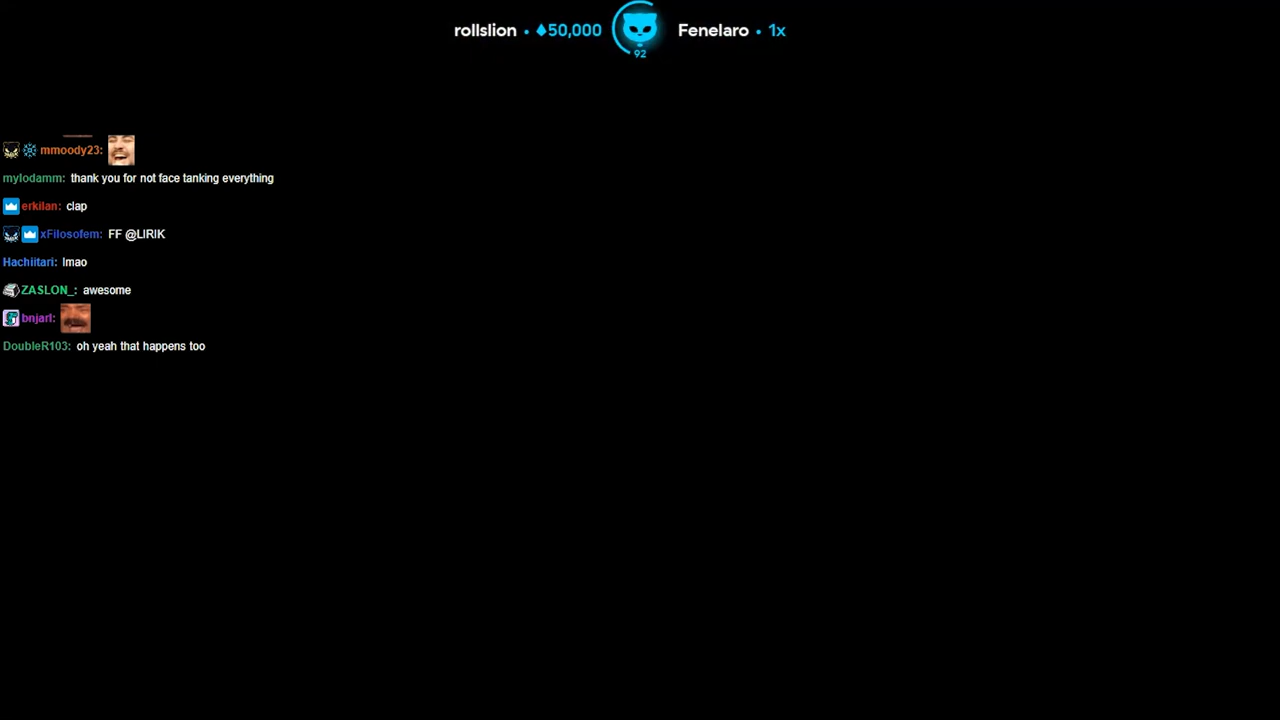 rollslion • 50,000 92 Fenelaro • 1x
mmoody23:
mylodamm: thank you for not face tanking everything
erkilan: clap
xFilosofem: FF @LIRIK
Hachiitari: lmao
ZASLON_: awesome
bnjarl:
DoubleR103: oh yeah that happens too